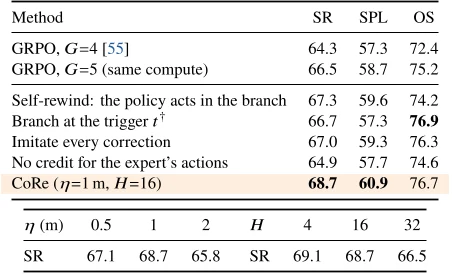 Method SR SPL OS
GRPO, G=4 [55] 64.3 57.3 72.4
GRPO, G=5 (same compute) 66.5 58.7 75.2
Self-rewind: the policy acts in the branch 67.3 59.6 74.2
Branch at the trigger t† 66.7 57.3 76.9
Imitate every correction 67.0 59.3 76.3
No credit for the expert's actions 64.9 57.7 74.6
CoRe (η=1 m, H=16) 68.7 60.9 76.7
η (m) 0.5 1 2 H 4 16 32
SR 67.1 68.7 65.8 SR 69.1 68.7 66.5